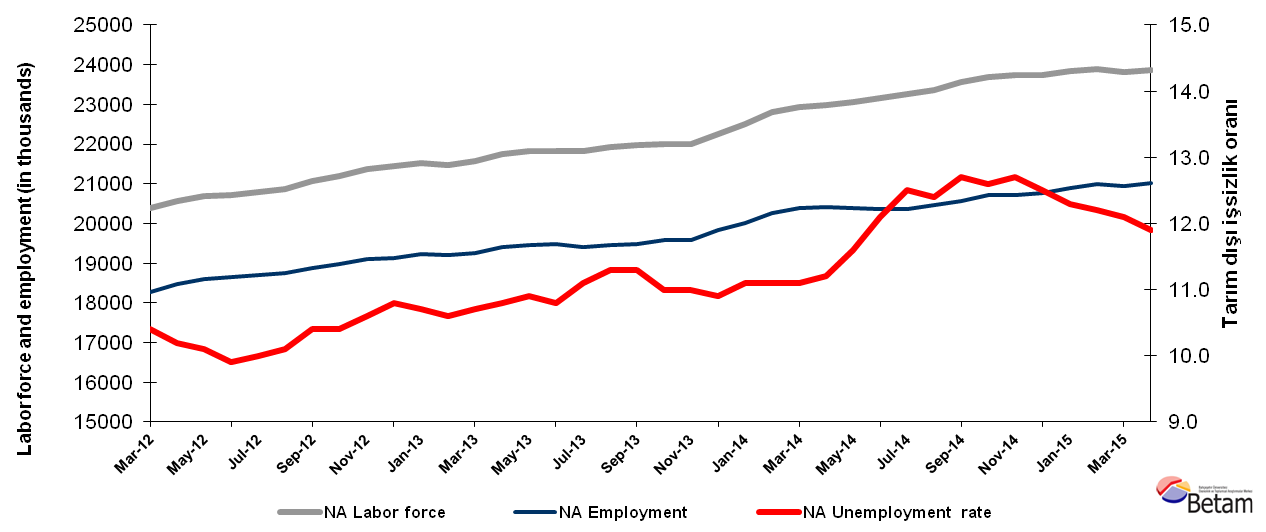 Labor force and employment (in thousands)
25000
24000
23000
22000
21000
20000
19000
18000
17000
16000
15000
15.0
14.0
13.0
12.0
11.0
10.0
9.0
Tarım dışı işsizlik oranı
Mar-12
May-12
Jul-12
Sep-12
Nov-12
Jan-13
Mar-13
May-13
Jul-13
Sep-13
Nov-13
Jan-14
Mar-14
May-14
Jul-14
Sep-14
Nov-14
Jan-15
Mar-15
NA Labor force
NA Employment
NA Unemployment rate
Betam